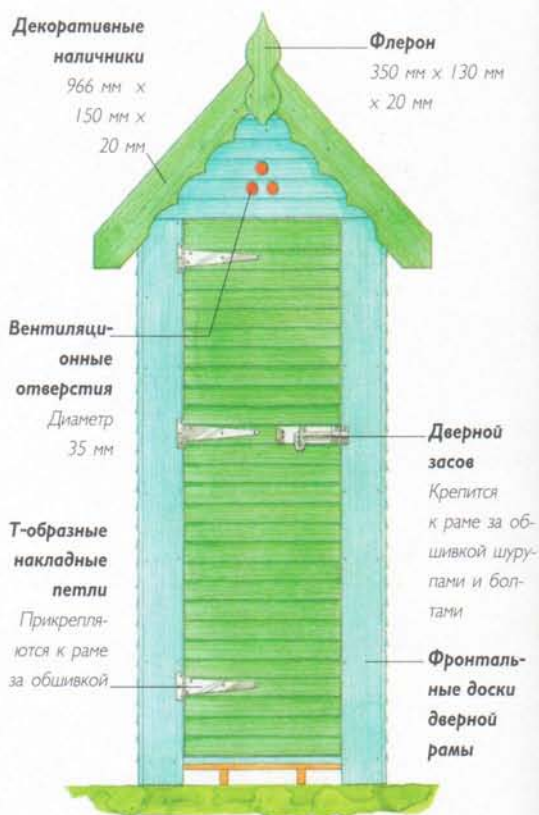 Декоративные
наличники
966 мм x
150 мм x
20 мм
Флерон
350 мм x 130 мм
x 20 мм
Вентиляци-
онные
отверстия
Диаметр
35 мм
Дверной
засов
Крепится
к раме за об-
шивкой шуру-
пами и бол-
тами
Т-образные
накладные
петли
Прикрепля-
ются к раме
за обшивкой
Фронталь-
ные доски
дверной
рамы